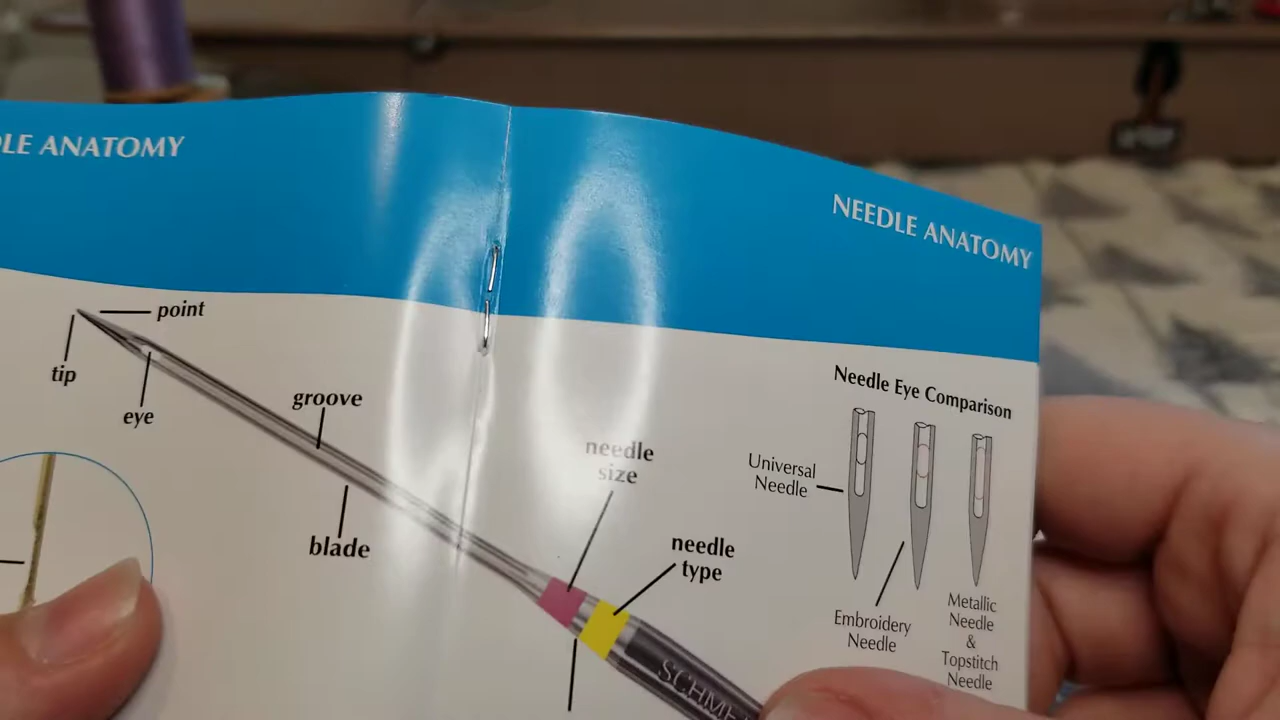 LE ANATOMY
NEEDLE ANATOMY
point
tip
eye
groove
blade
needle
size
needle
type
SCHME
Needle Eye Comparison
Universal
Needle
Embroidery
Needle
Metallic
Needle
&
Topstitch
Needle